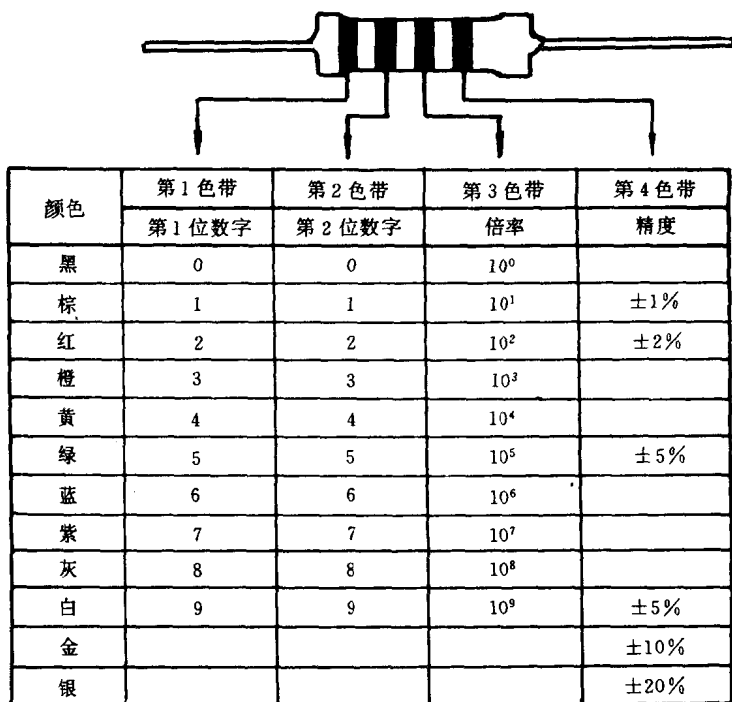 颜色 第1色带 第2色带 第3色带 第4色带
第1位数字 第2位数字 倍率 精度
黑 0 0 10⁰
棕 1 1 10¹ ±1%
红 2 2 10² ±2%
橙 3 3 10³
黄 4 4 10⁴
绿 5 5 10⁵ ±5%
蓝 6 6 10⁶
紫 7 7 10⁷
灰 8 8 10⁸
白 9 9 10⁹ ±5%
金 ±10%
银 ±20%